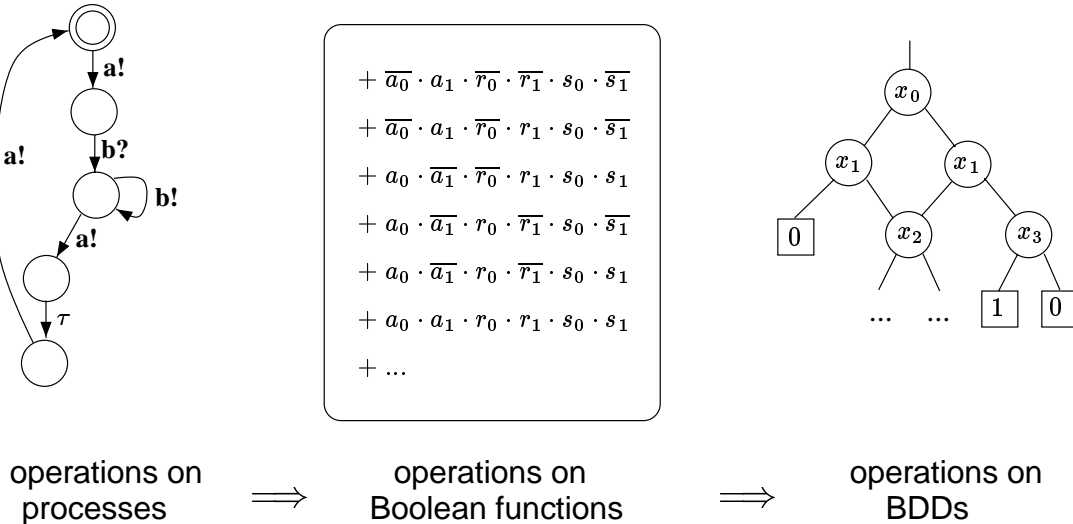 a!
b?
a!
b!
a!
τ
+ a̅₀ · a₁ · r̅₀ · r̅₁ · s₀ · s̅₁
+ a̅₀ · a₁ · r̅₀ · r₁ · s₀ · s̅₁
+ a₀ · a̅₁ · r̅₀ · r₁ · s₀ · s₁
+ a₀ · a̅₁ · r₀ · r̅₁ · s₀ · s̅₁
+ a₀ · a̅₁ · r₀ · r̅₁ · s₀ · s₁
+ a₀ · a₁ · r₀ · r₁ · s₀ · s₁
+ ...
x₀
x₁ x₁
0 x₂ x₃
... ... 1 0
operations on
processes
⟹
operations on
Boolean functions
⟹
operations on
BDDs